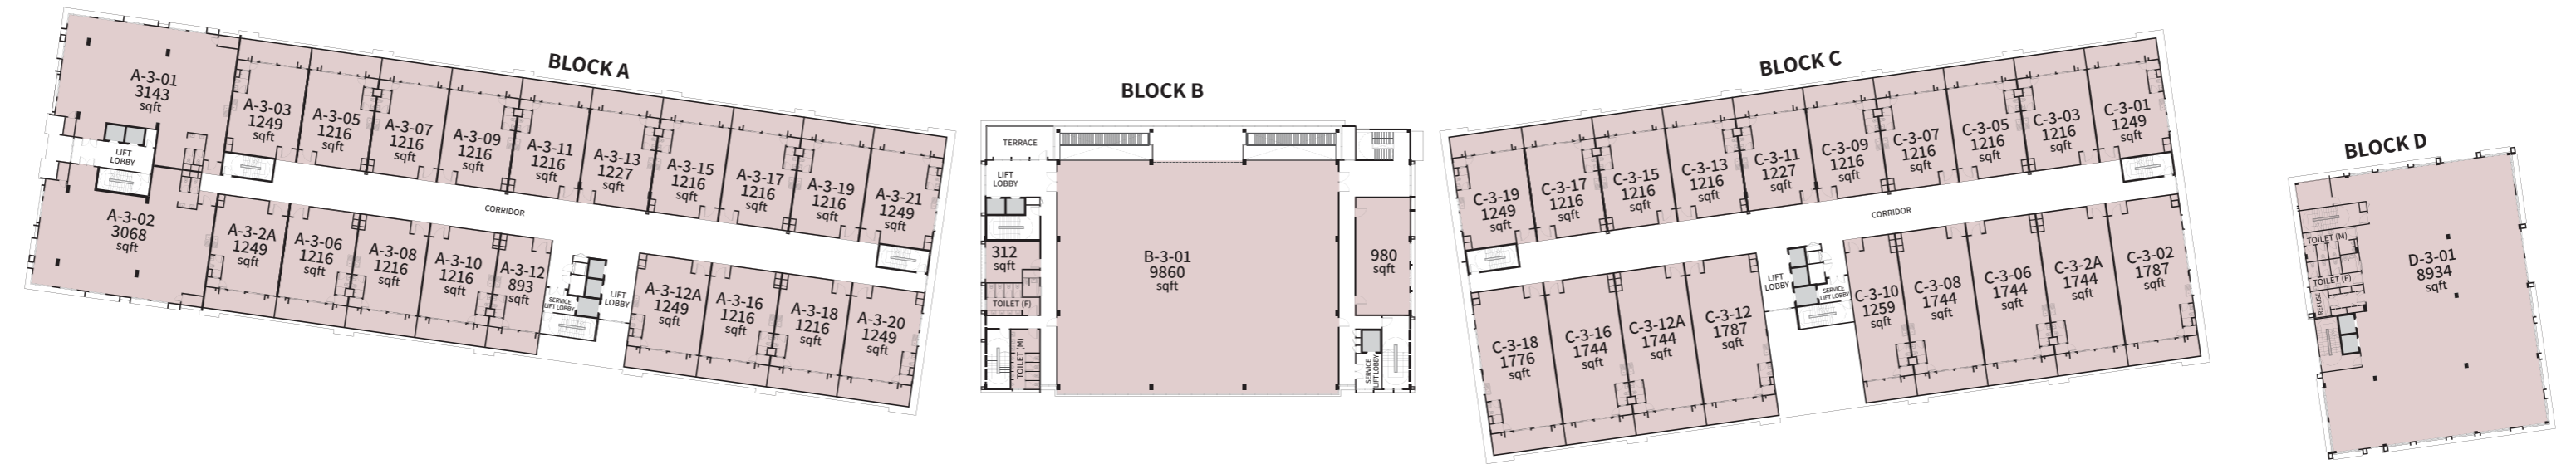 BLOCK A
A-3-01
3143
sqft
A-3-03
1249
sqft
A-3-05
1216
sqft
A-3-07
1216
sqft
A-3-09
1216
sqft
A-3-11
1216
sqft
A-3-13
1227
sqft
A-3-15
1216
sqft
A-3-17
1216
sqft
A-3-19
1216
sqft
A-3-21
1249
sqft
LIFT
LOBBY
CORRIDOR
A-3-02
3068
sqft
A-3-2A
1249
sqft
A-3-06
1216
sqft
A-3-08
1216
sqft
A-3-10
1216
sqft
A-3-12
893
sqft
SERVICE
LIFT LOBBY
LIFT
LOBBY
A-3-12A
1249
sqft
A-3-16
1216
sqft
A-3-18
1216
sqft
A-3-20
1249
sqft
BLOCK B
TERRACE
LIFT
LOBBY
312
sqft
TOILET (F)
TOILET (M)
B-3-01
9860
sqft
980
sqft
SERVICE
LIFT LOBBY
BLOCK C
C-3-19
1249
sqft
C-3-17
1216
sqft
C-3-15
1216
sqft
C-3-13
1216
sqft
C-3-11
1227
sqft
C-3-09
1216
sqft
C-3-07
1216
sqft
C-3-05
1216
sqft
C-3-03
1216
sqft
C-3-01
1249
sqft
CORRIDOR
C-3-18
1776
sqft
C-3-16
1744
sqft
C-3-12A
1744
sqft
C-3-12
1787
sqft
LIFT
LOBBY
SERVICE
LIFT LOBBY
C-3-10
1259
sqft
C-3-08
1744
sqft
C-3-06
1744
sqft
C-3-2A
1744
sqft
C-3-02
1787
sqft
BLOCK D
TOILET (M)
TOILET (F)
REFUSE
D-3-01
8934
sqft